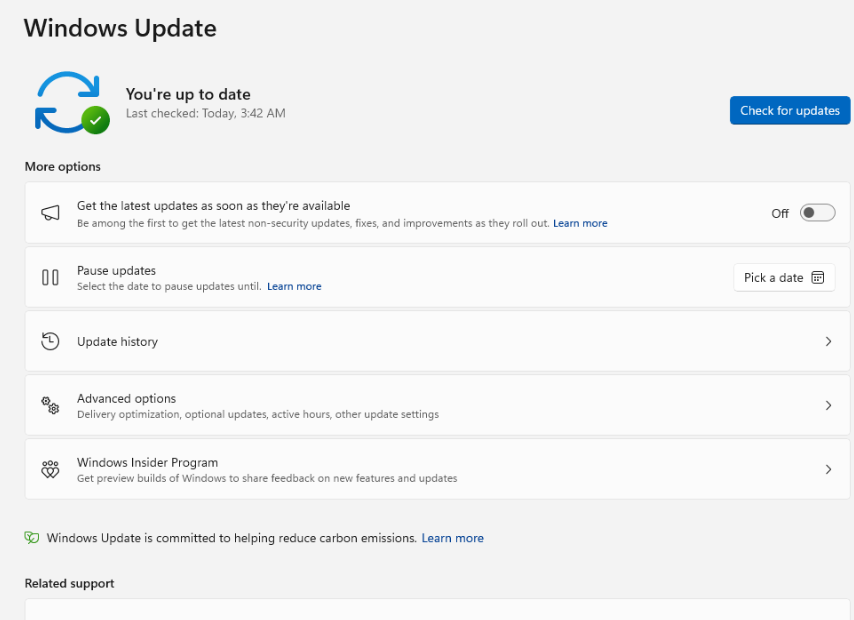 Windows Update
You're up to date
Last checked: Today, 3:42 AM
Check for updates
More options
Get the latest updates as soon as they're available
Be among the first to get the latest non-security updates, fixes, and improvements as they roll out. Learn more
Off
Pause updates
Select the date to pause updates until. Learn more
Pick a date
Update history
Advanced options
Delivery optimization, optional updates, active hours, other update settings
Windows Insider Program
Get preview builds of Windows to share feedback on new features and updates
Windows Update is committed to helping reduce carbon emissions. Learn more
Related support